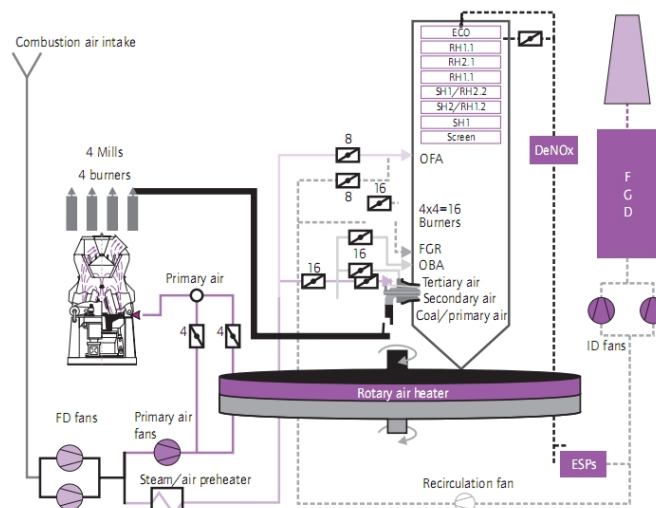 Combustion air intake
4 Mills
4 burners
Primary air
4
4
FD fans
Primary air
fans
Steam/air preheater
ECO
RH1.1
RH2.1
RH1.1
SH1/RH2.2
SH2/RH1.2
SH1
Screen
8
OFA
8
16
4x4=16
Burners
FGR
OBA
16
16
Tertiary air
Secondary air
Coal/primary air
Rotary air heater
Recirculation fan
DeNOx
F
G
D
ID fans
ESPs